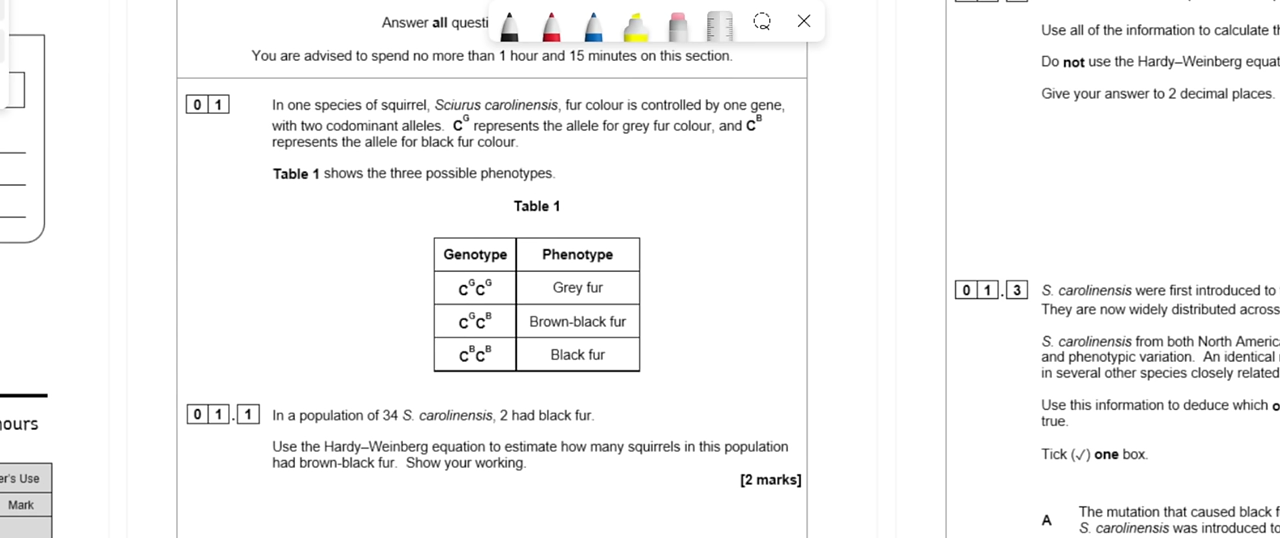 Answer all questi
You are advised to spend no more than 1 hour and 15 minutes on this section.
0 1
In one species of squirrel, Sciurus carolinensis, fur colour is controlled by one gene,
with two codominant alleles. Cᴳ represents the allele for grey fur colour, and Cᴮ
represents the allele for black fur colour.
Table 1 shows the three possible phenotypes.
Table 1
Genotype Phenotype
CᴳCᴳ Grey fur
CᴳCᴮ Brown-black fur
CᴮCᴮ Black fur
0 1 . 1 In a population of 34 S. carolinensis, 2 had black fur.
Use the Hardy–Weinberg equation to estimate how many squirrels in this population
had brown-black fur. Show your working.
[2 marks]
ours
er's Use
Mark
Use all of the information to calculate t
Do not use the Hardy–Weinberg equat
Give your answer to 2 decimal places.
0 1 . 3 S. carolinensis were first introduced to
They are now widely distributed across
S. carolinensis from both North Americ
and phenotypic variation. An identical
in several other species closely related
Use this information to deduce which o
true.
Tick (✓) one box.
A The mutation that caused black f
S. carolinensis was introduced to